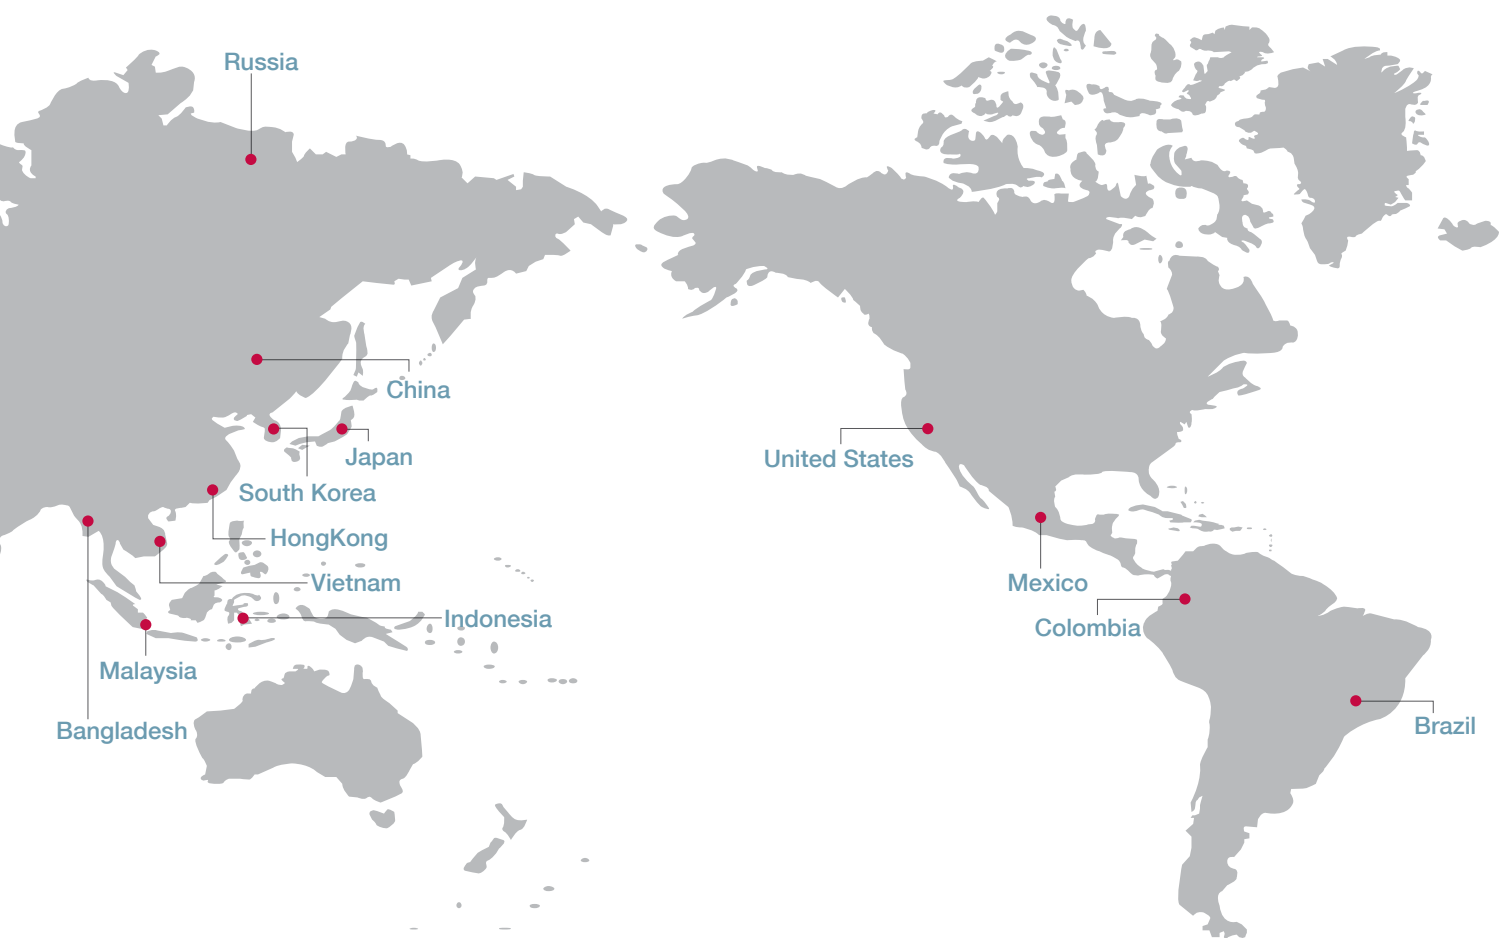 Russia
China
Japan
United States
South Korea
HongKong
Vietnam
Mexico
Indonesia
Colombia
Malaysia
Brazil
Bangladesh